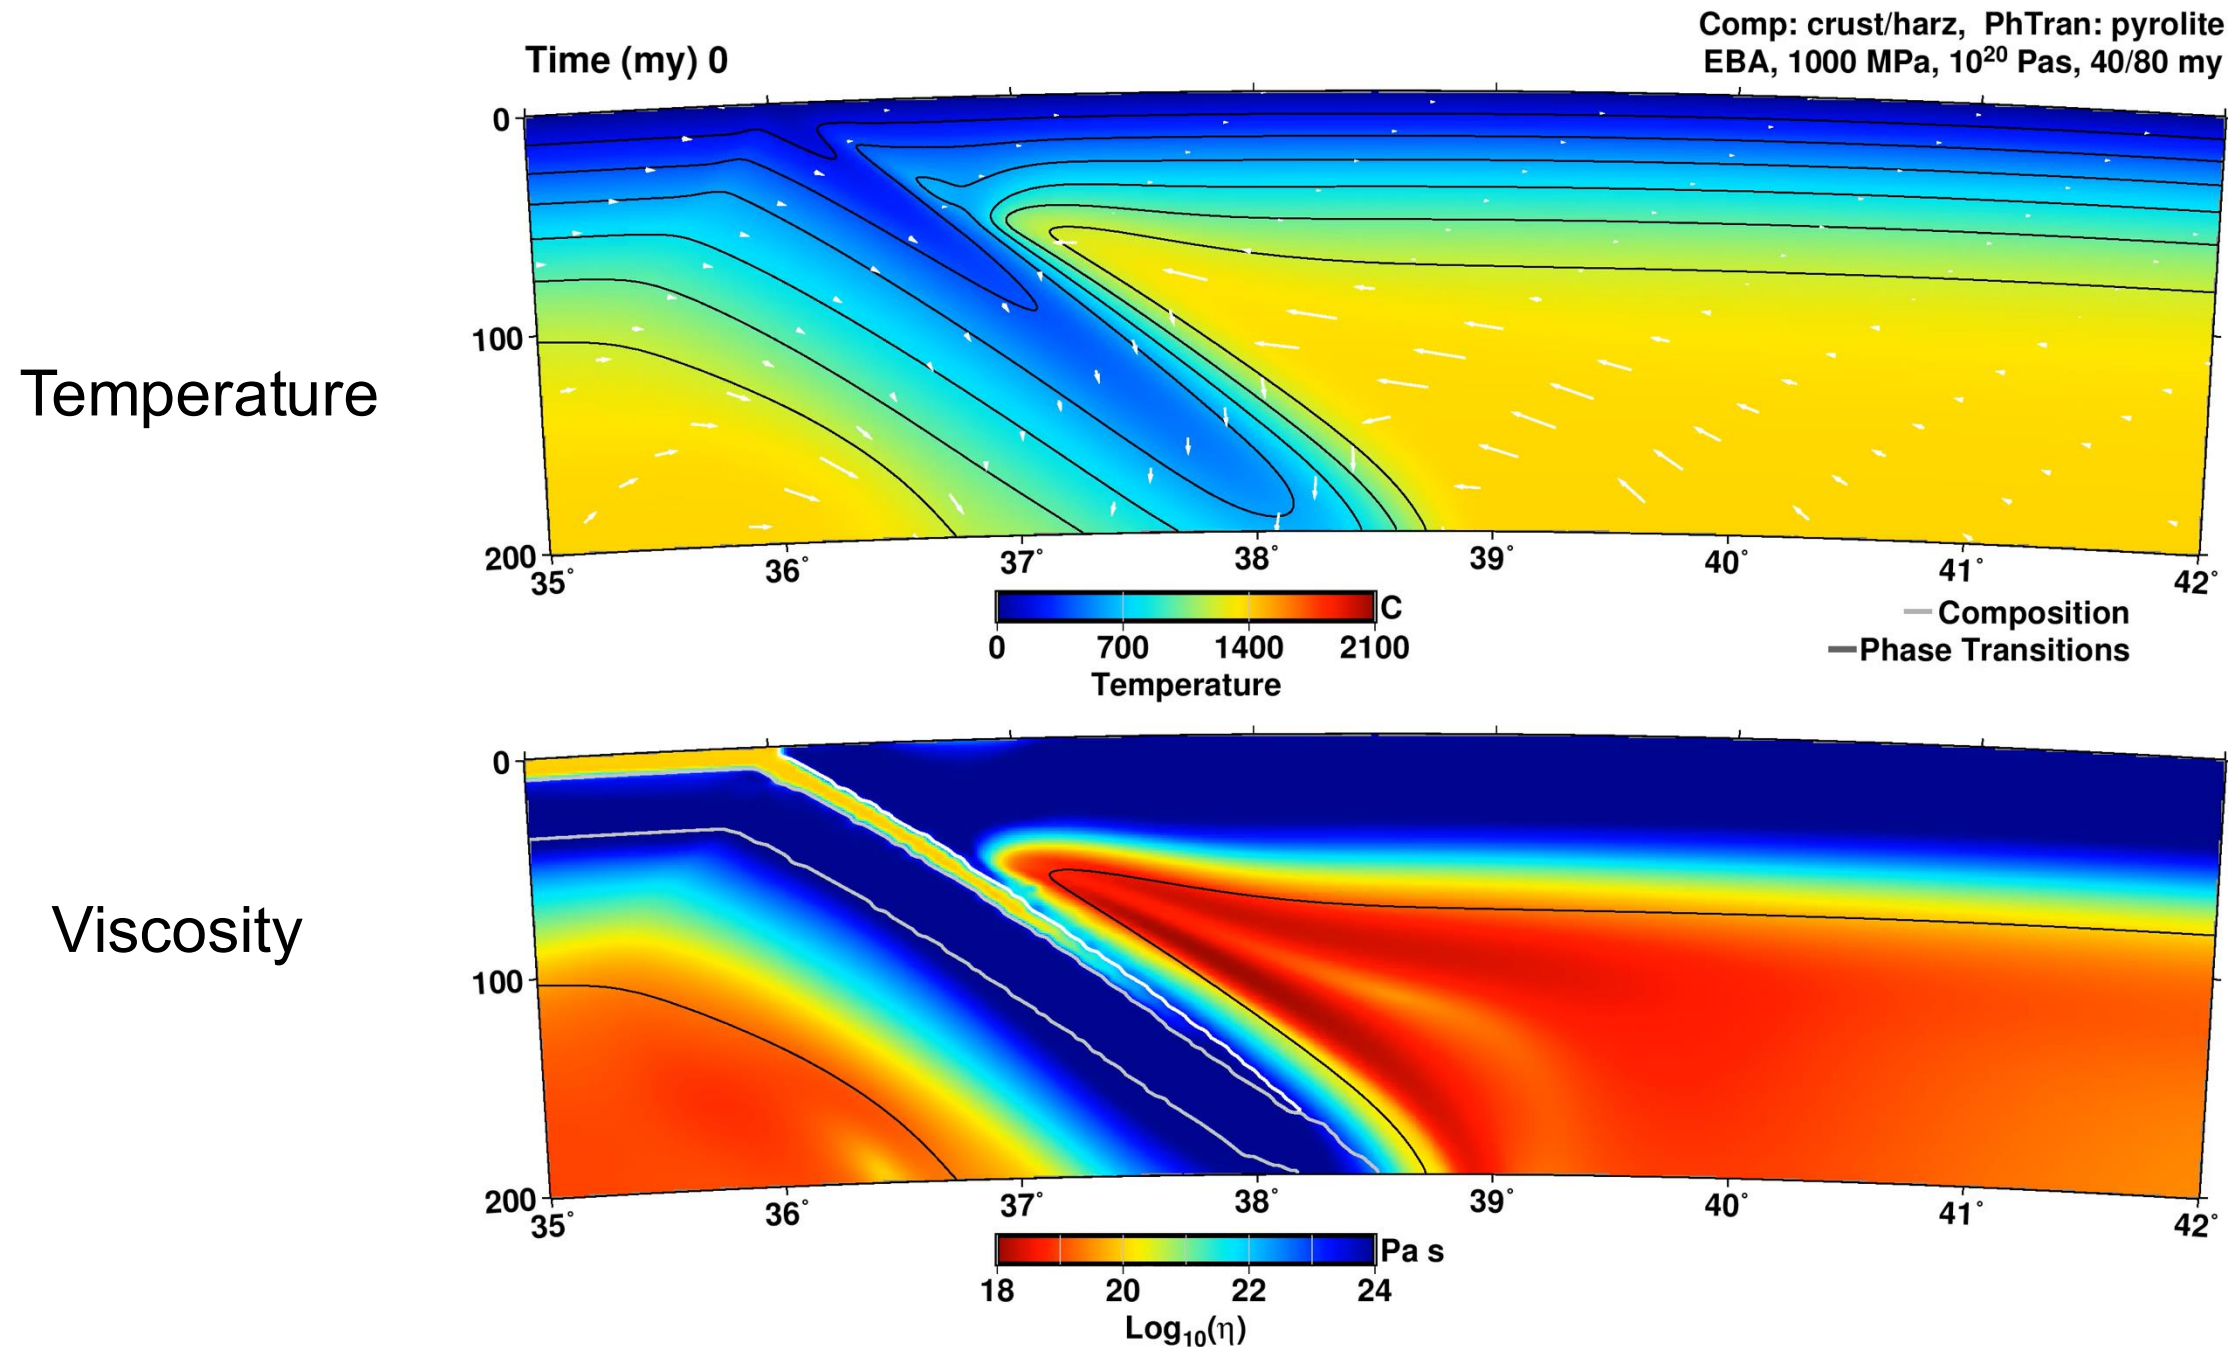 Comp: crust/harz,  PhTran: pyrolite
Time (my) 0
EBA, 1000 MPa, 10²⁰ Pas, 40/80 my
0
100
200
Temperature
35° 36° 37° 38° 39° 40° 41° 42°
C
0 700 1400 2100
Temperature
Composition
Phase Transitions
0
100
200
Viscosity
35° 36° 37° 38° 39° 40° 41° 42°
Pa s
18 20 22 24
Log₁₀(η)